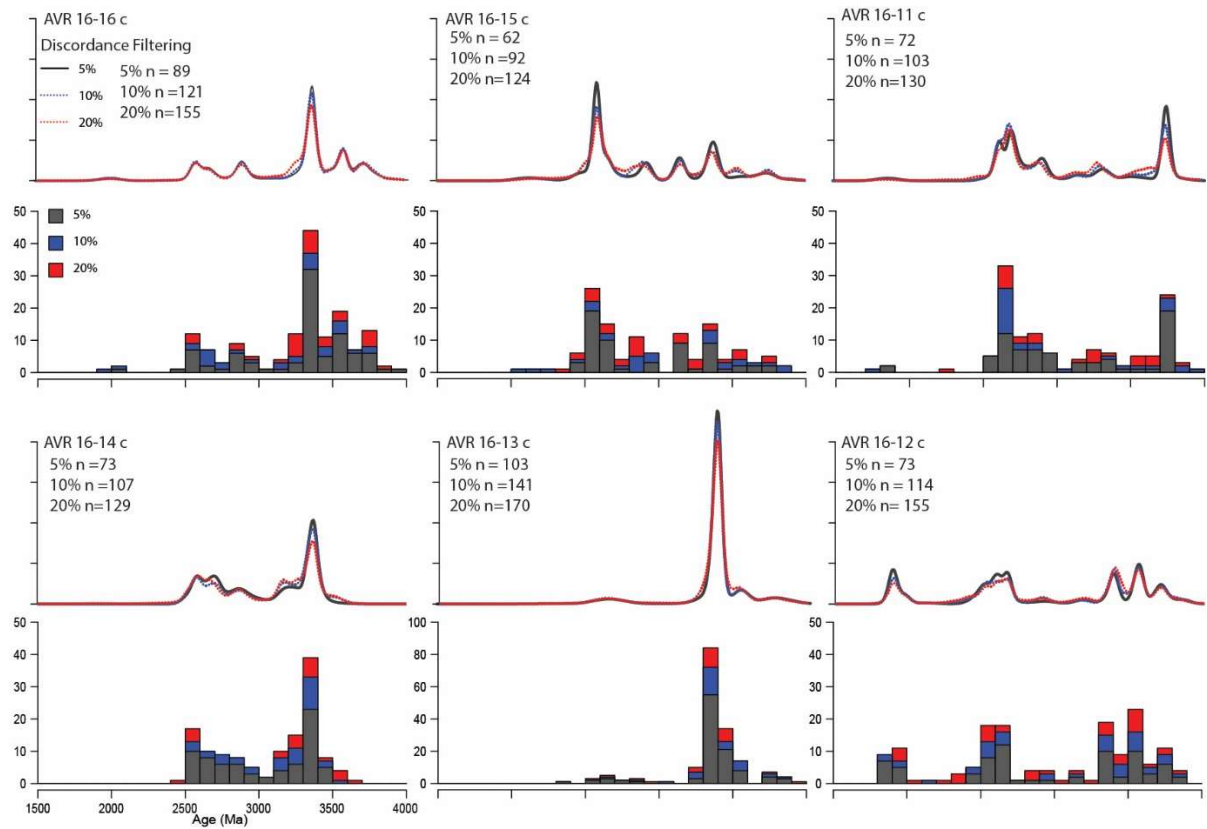 AVR 16-16 c
Discordance Filtering
5%
10%
20%
5% n = 89
10% n =121
20% n=155
AVR 16-15 c
5% n = 62
10% n =92
20% n=124
AVR 16-11 c
5% n = 72
10% n =103
20% n=130
50
40
30
20
10
0
5%
10%
20%
50
40
30
20
10
0
50
40
30
20
10
0
AVR 16-14 c
5% n =73
10% n =107
20% n=129
AVR 16-13 c
5% n = 103
10% n =141
20% n=170
AVR 16-12 c
5% n = 73
10% n = 114
20% n= 155
50
40
30
20
10
0
1500 2000 2500 3000 3500 4000
Age (Ma)
100
80
60
40
20
0
50
40
30
20
10
0